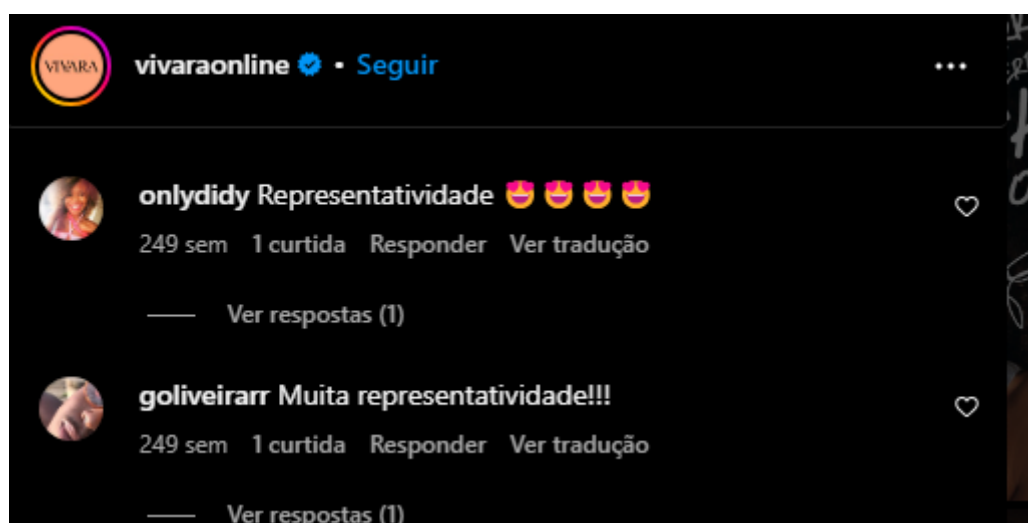 VIVARA
vivaraonline • Seguir
onlydidy Representatividade 😍 😍 😍 😍
249 sem 1 curtida Responder Ver tradução
Ver respostas (1)
goliveirarr Muita representatividade!!!
249 sem 1 curtida Responder Ver tradução
Ver respostas (1)